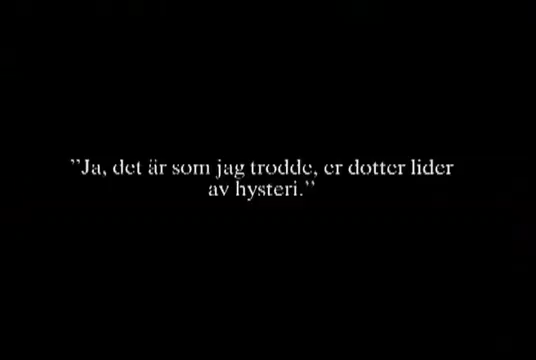 ”Ja, det är som jag trodde, er dotter lider
av hysteri.”